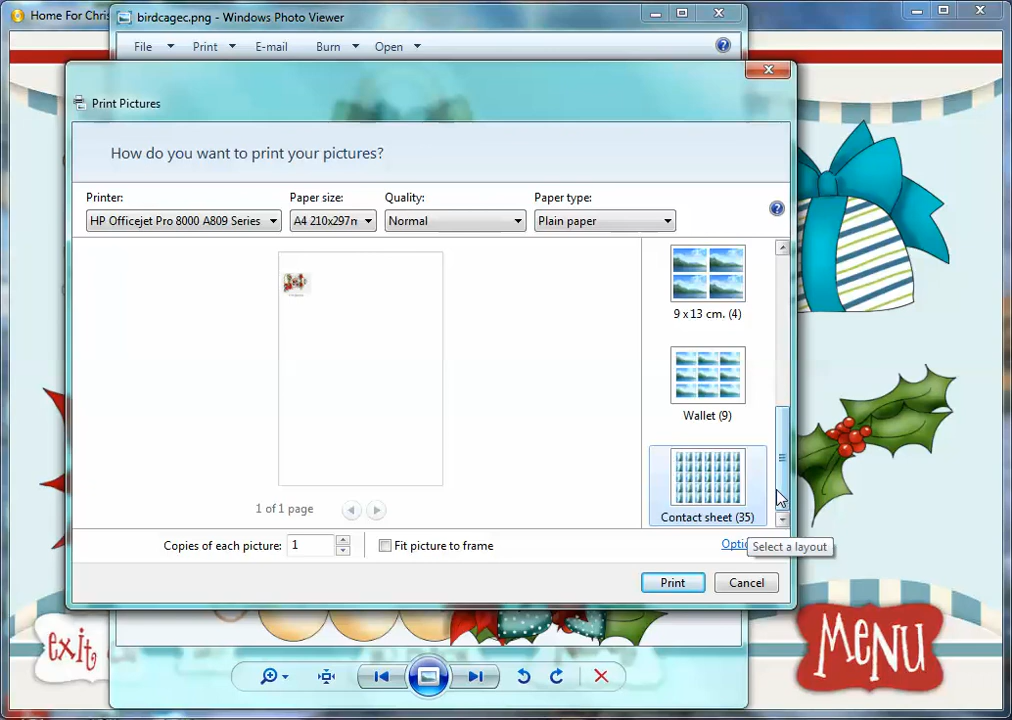 Home For Chris
birdcagec.png - Windows Photo Viewer
File Print E-mail Burn Open
Print Pictures
How do you want to print your pictures?
Printer: Paper size: Quality: Paper type:
HP Officejet Pro 8000 A809 Series A4 210x297n Normal Plain paper
9 x 13 cm. (4)
Wallet (9)
Contact sheet (35)
1 of 1 page
Copies of each picture: 1 Fit picture to frame
Optio
Select a layout
Print Cancel
exit
MENU